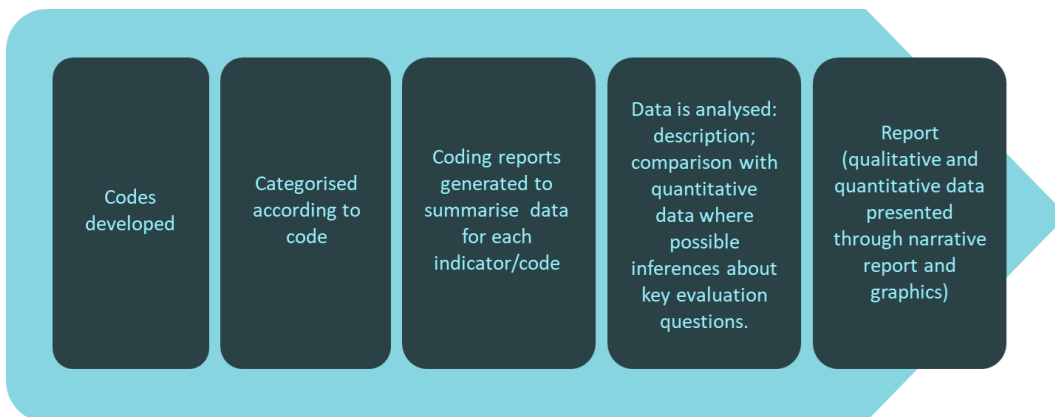 Codes
developed
Categorised
according to
code
Coding reports
generated to
summarise data
for each
indicator/code
Data is analysed:
description;
comparison with
quantitative
data where
possible
inferences about
key evaluation
questions.
Report
(qualitative and
quantitative data
presented
through narrative
report and
graphics)